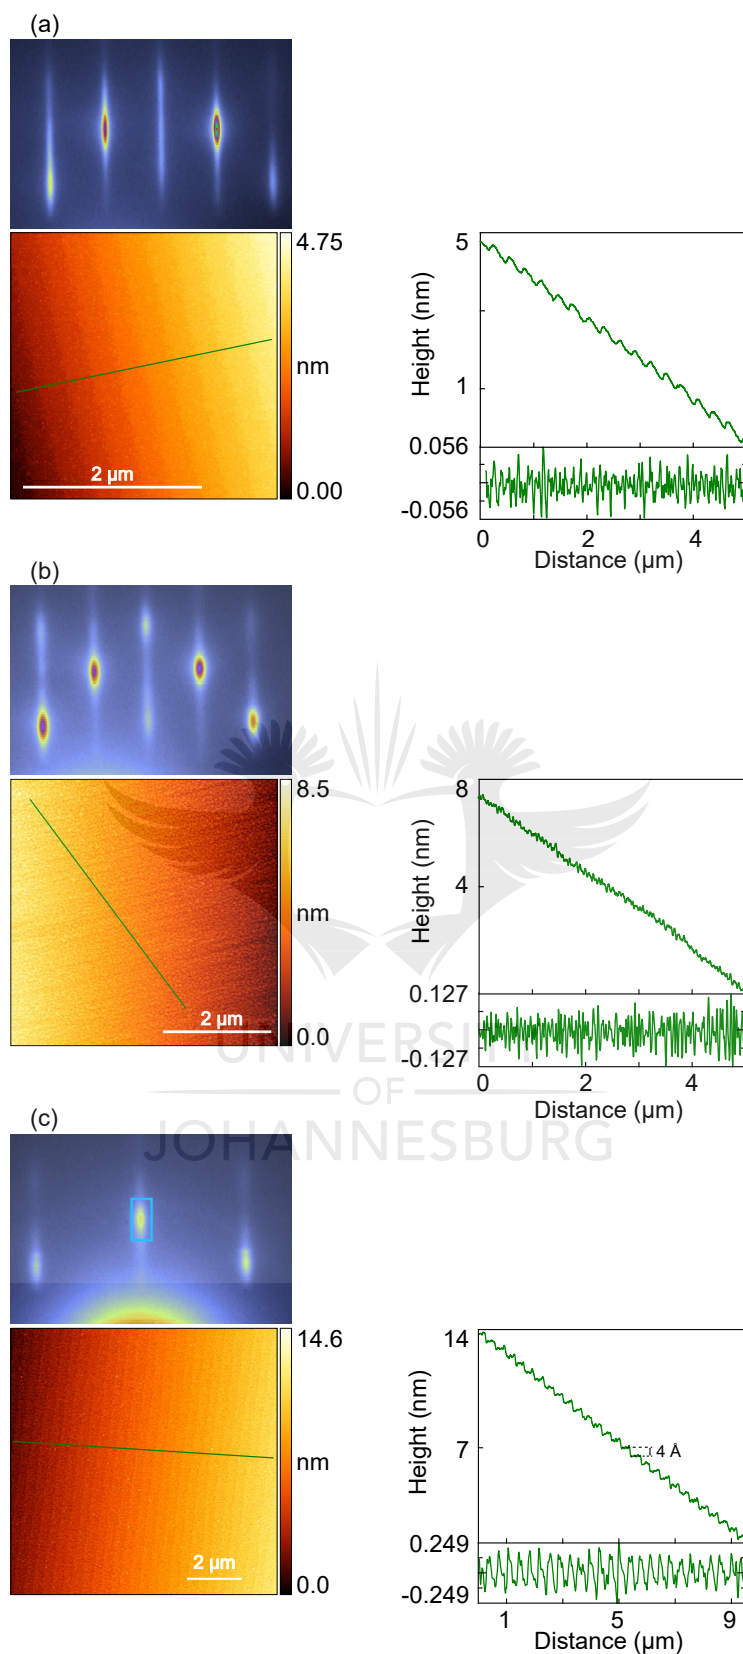 (a)
4.75
nm
0.00
2 µm
5
1
Height (nm)
0.056
-0.056
0
2
4
Distance (µm)
(b)
8.5
nm
0.0
2 µm
8
4
Height (nm)
0.127
-0.127
0
2
4
Distance (µm)
UNIVERSITY
OF
JOHANNESBURG
(c)
14.6
nm
0.0
2 µm
14
7
Height (nm)
4 Å
0.249
-0.249
1
5
9
Distance (µm)